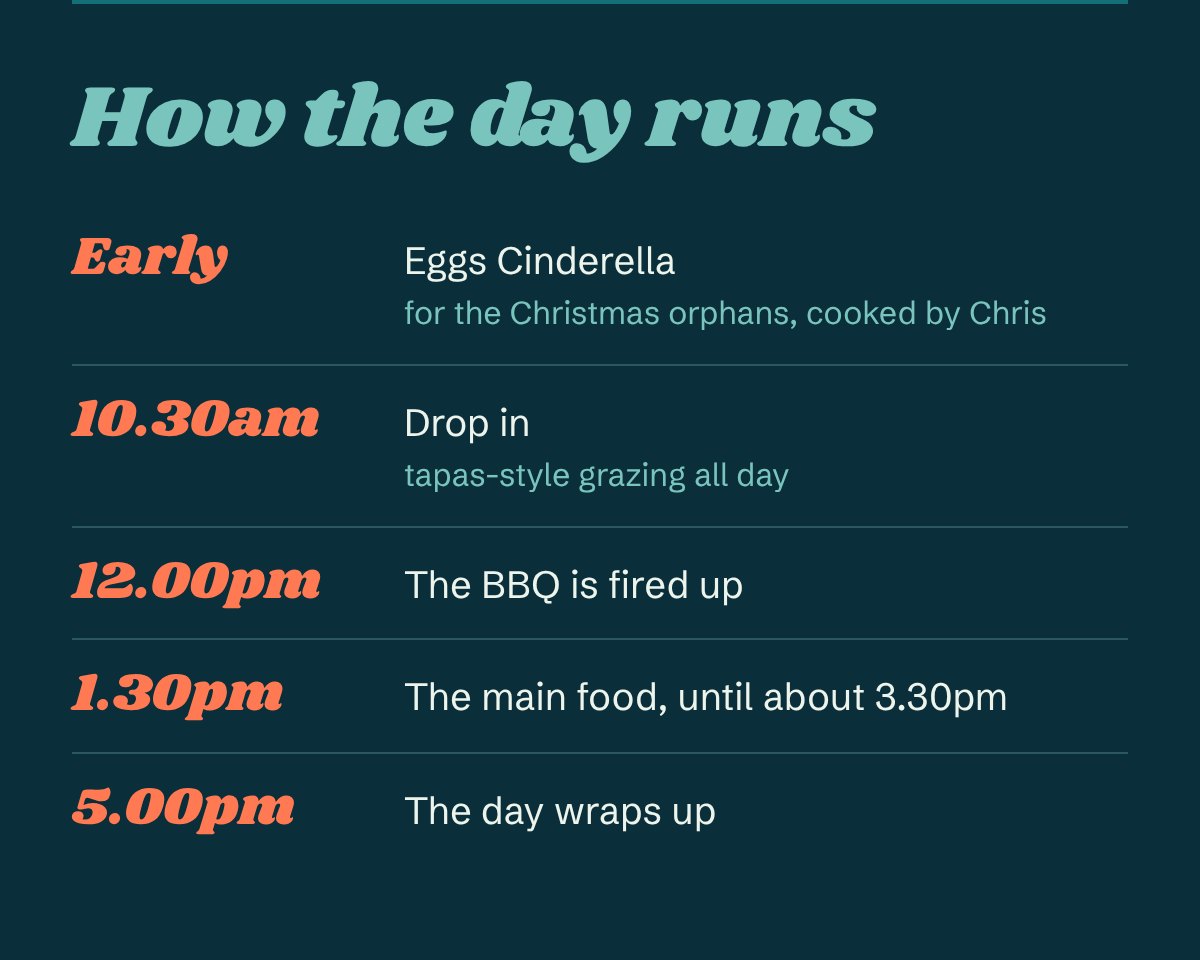 How the day runs
Early
Eggs Cinderella
for the Christmas orphans, cooked by Chris
10.30am
Drop in
tapas-style grazing all day
12.00pm
The BBQ is fired up
1.30pm
The main food, until about 3.30pm
5.00pm
The day wraps up